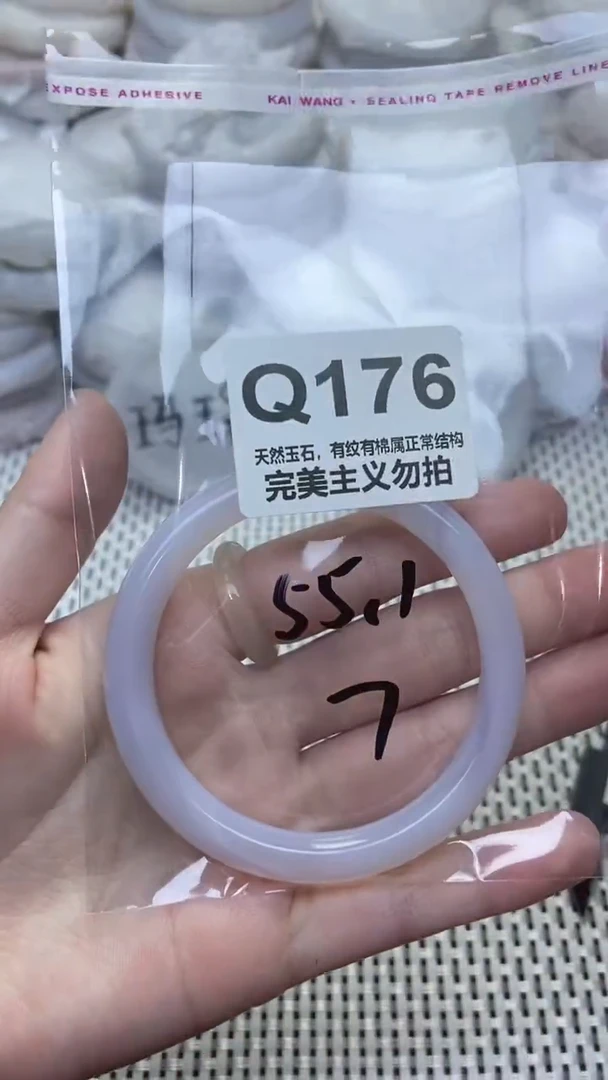 EXPOSE ADHESIVE KAI WANG · SEALING TAPE REMOVE LINE
Q176
天然玉石，有纹有棉属正常结构
完美主义勿拍
55.1
7